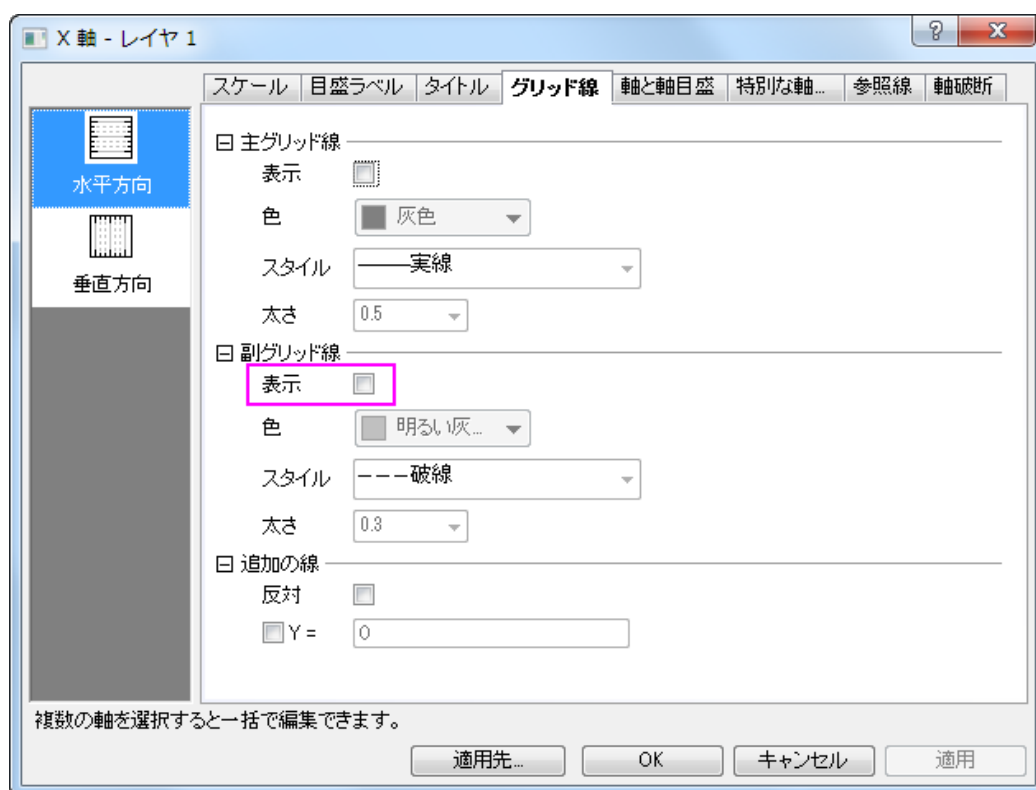 X 軸 - レイヤ 1
スケール 目盛ラベル タイトル グリッド線 軸と軸目盛 特別な軸... 参照線 軸破断
水平方向
垂直方向
主グリッド線
表示
色 灰色
スタイル 実線
太さ 0.5
副グリッド線
表示
色 明るい灰...
スタイル 破線
太さ 0.3
追加の線
反対
Y = 0
複数の軸を選択すると一括で編集できます。
適用先... OK キャンセル 適用